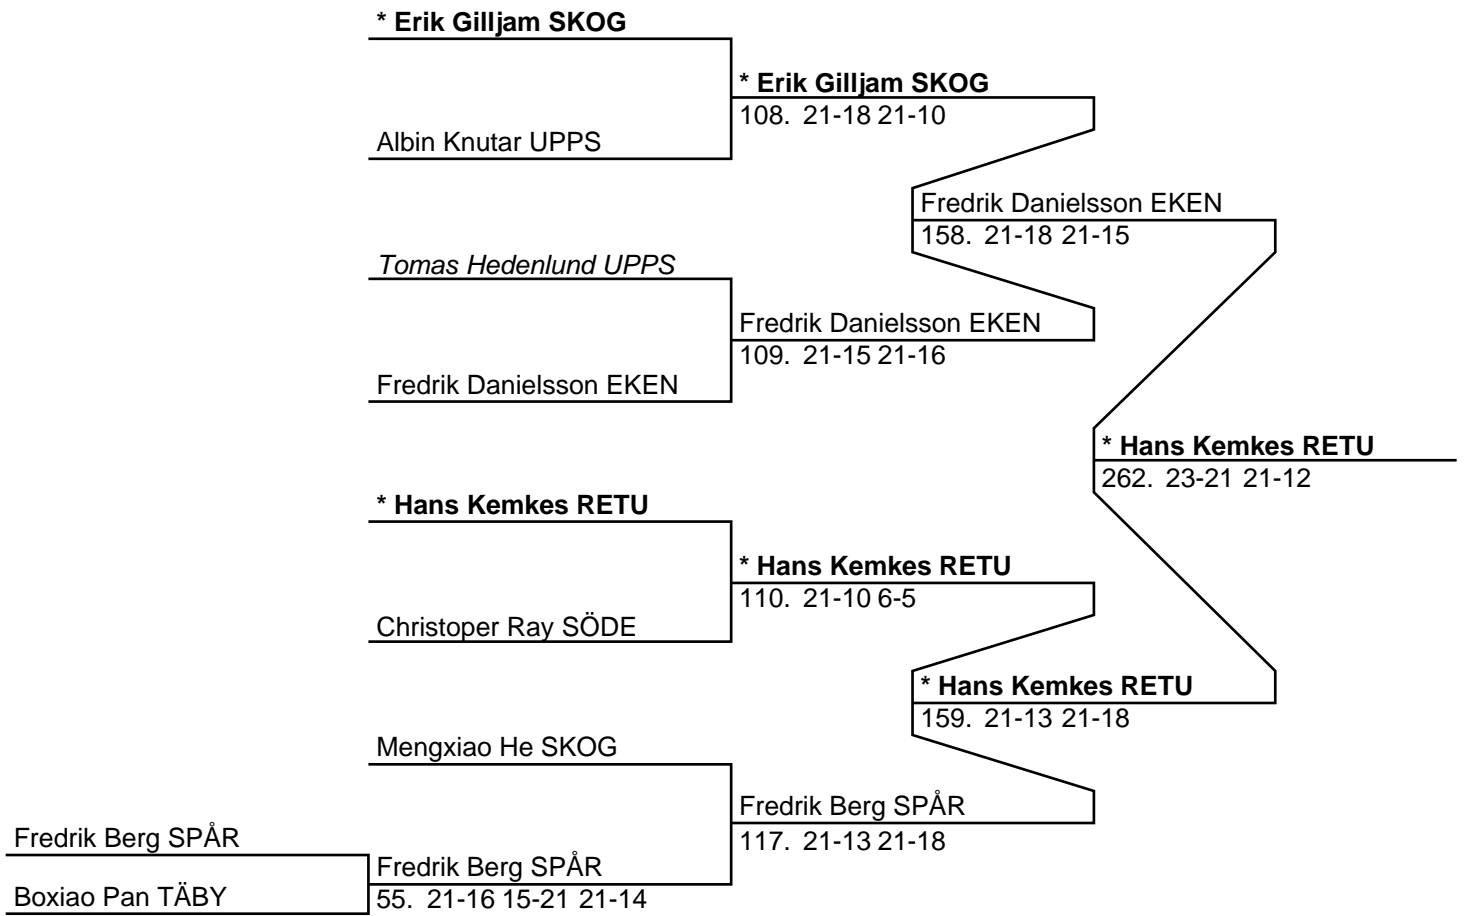 * Erik Gilljam SKOG
* Erik Gilljam SKOG
108. 21-18 21-10
Albin Knutar UPPS
Fredrik Danielsson EKEN
158. 21-18 21-15
Tomas Hedenlund UPPS
Fredrik Danielsson EKEN
109. 21-15 21-16
Fredrik Danielsson EKEN
* Hans Kemkes RETU
262. 23-21 21-12
* Hans Kemkes RETU
* Hans Kemkes RETU
110. 21-10 6-5
Christoper Ray SÖDE
* Hans Kemkes RETU
159. 21-13 21-18
Mengxiao He SKOG
Fredrik Berg SPÅR
117. 21-13 21-18
Fredrik Berg SPÅR
Fredrik Berg SPÅR
55. 21-16 15-21 21-14
Boxiao Pan TÄBY